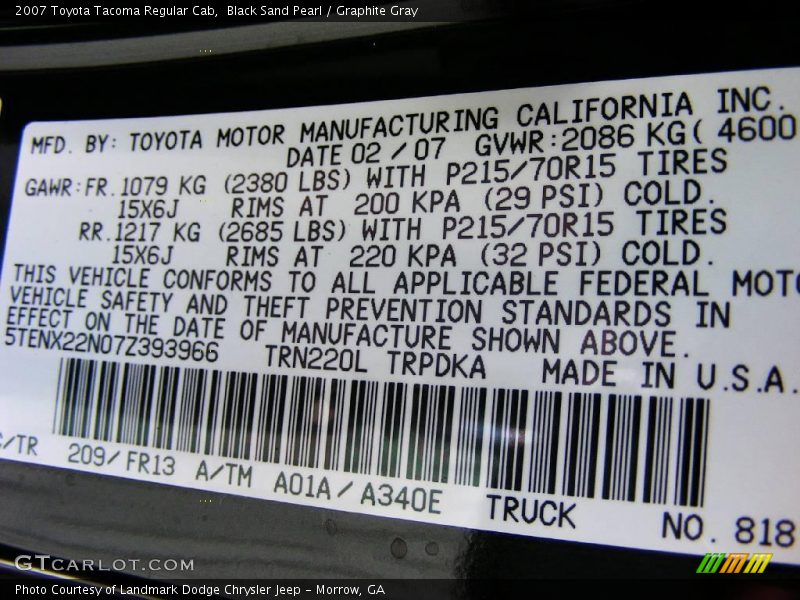 2007 Toyota Tacoma Regular Cab,  Black Sand Pearl / Graphite Gray
MFD. BY: TOYOTA MOTOR MANUFACTURING CALIFORNIA INC.
DATE 02 / 07 GVWR:2086 KG( 4600
GAWR:FR.1079 KG (2380 LBS) WITH P215/70R15 TIRES
15X6J RIMS AT 200 KPA (29 PSI) COLD.
RR.1217 KG (2685 LBS) WITH P215/70R15 TIRES
15X6J RIMS AT 220 KPA (32 PSI) COLD.
THIS VEHICLE CONFORMS TO ALL APPLICABLE FEDERAL MOTO
VEHICLE SAFETY AND THEFT PREVENTION STANDARDS IN
EFFECT ON THE DATE OF MANUFACTURE SHOWN ABOVE.
5TENX22N07Z393966 TRN220L TRPDKA MADE IN U.S.A.
C/TR 209/FR13 A/TM A01A/A340E TRUCK NO. 818
GTCARLOT.COM
Photo Courtesy of Landmark Dodge Chrysler Jeep - Morrow, GA